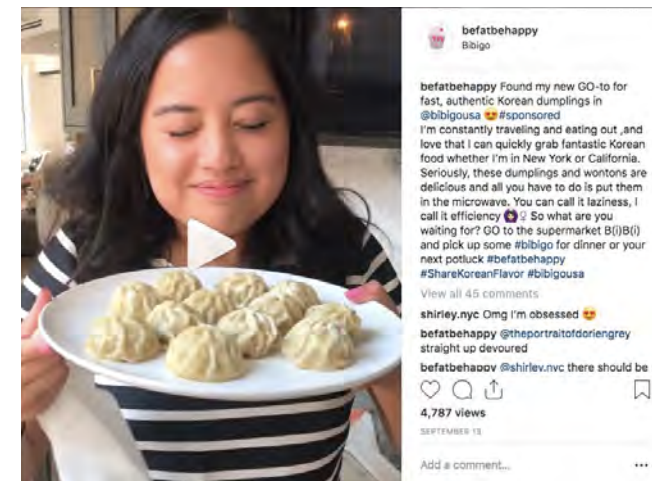 befatbehappy
Bibigo
befatbehappy Found my new GO-to for
fast, authentic Korean dumplings in
@bibigousa 😍#sponsored
I'm constantly traveling and eating out ,and
love that I can quickly grab fantastic Korean
food whether I'm in New York or California.
Seriously, these dumplings and wontons are
delicious and all you have to do is put them
in the microwave. You can call it laziness, I
call it efficiency 🙆🏿♀ So what are you
waiting for? GO to the supermarket B(i)B(i)
and pick up some #bibigo for dinner or your
next potluck #befatbehappy
#ShareKoreanFlavor #bibigousa
View all 45 comments
shirley.nyc Omg I'm obsessed 😍
befatbehappy @theportraitofdoriengrey
straight up devoured
befatbehappy @shirley.nyc there should be
4,787 views
SEPTEMBER 13
Add a comment...